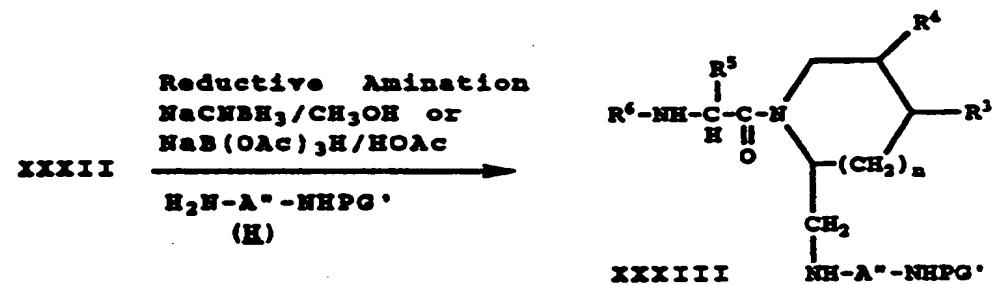 Reductive Amination
NaCNBH₃/CH₃OH or
NaB(OAc)₃H/HOAc
XXXII
H₂N-A"-NHPG'
(H)
R⁴
R⁵
R⁶-NH-C-C-N
H
O
R³
(CH₂)ₙ
CH₂
XXXIII
NH-A"-NHPG'